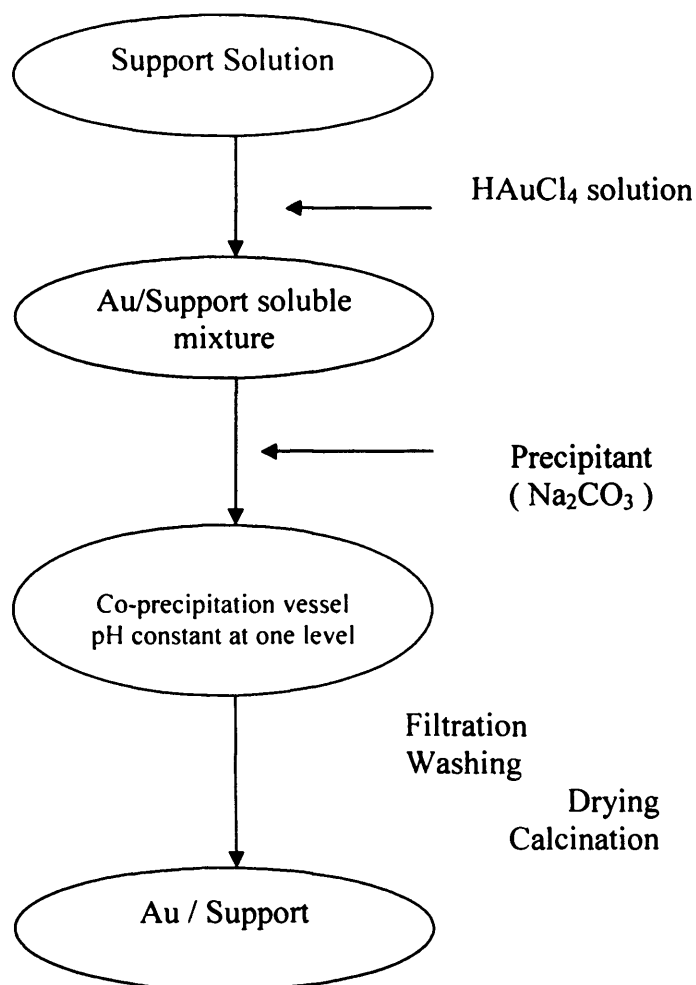 Support Solution
HAuCl₄ solution
Au/Support soluble
mixture
Precipitant
( Na₂CO₃ )
Co-precipitation vessel
pH constant at one level
Filtration
Washing
Drying
Calcination
Au / Support